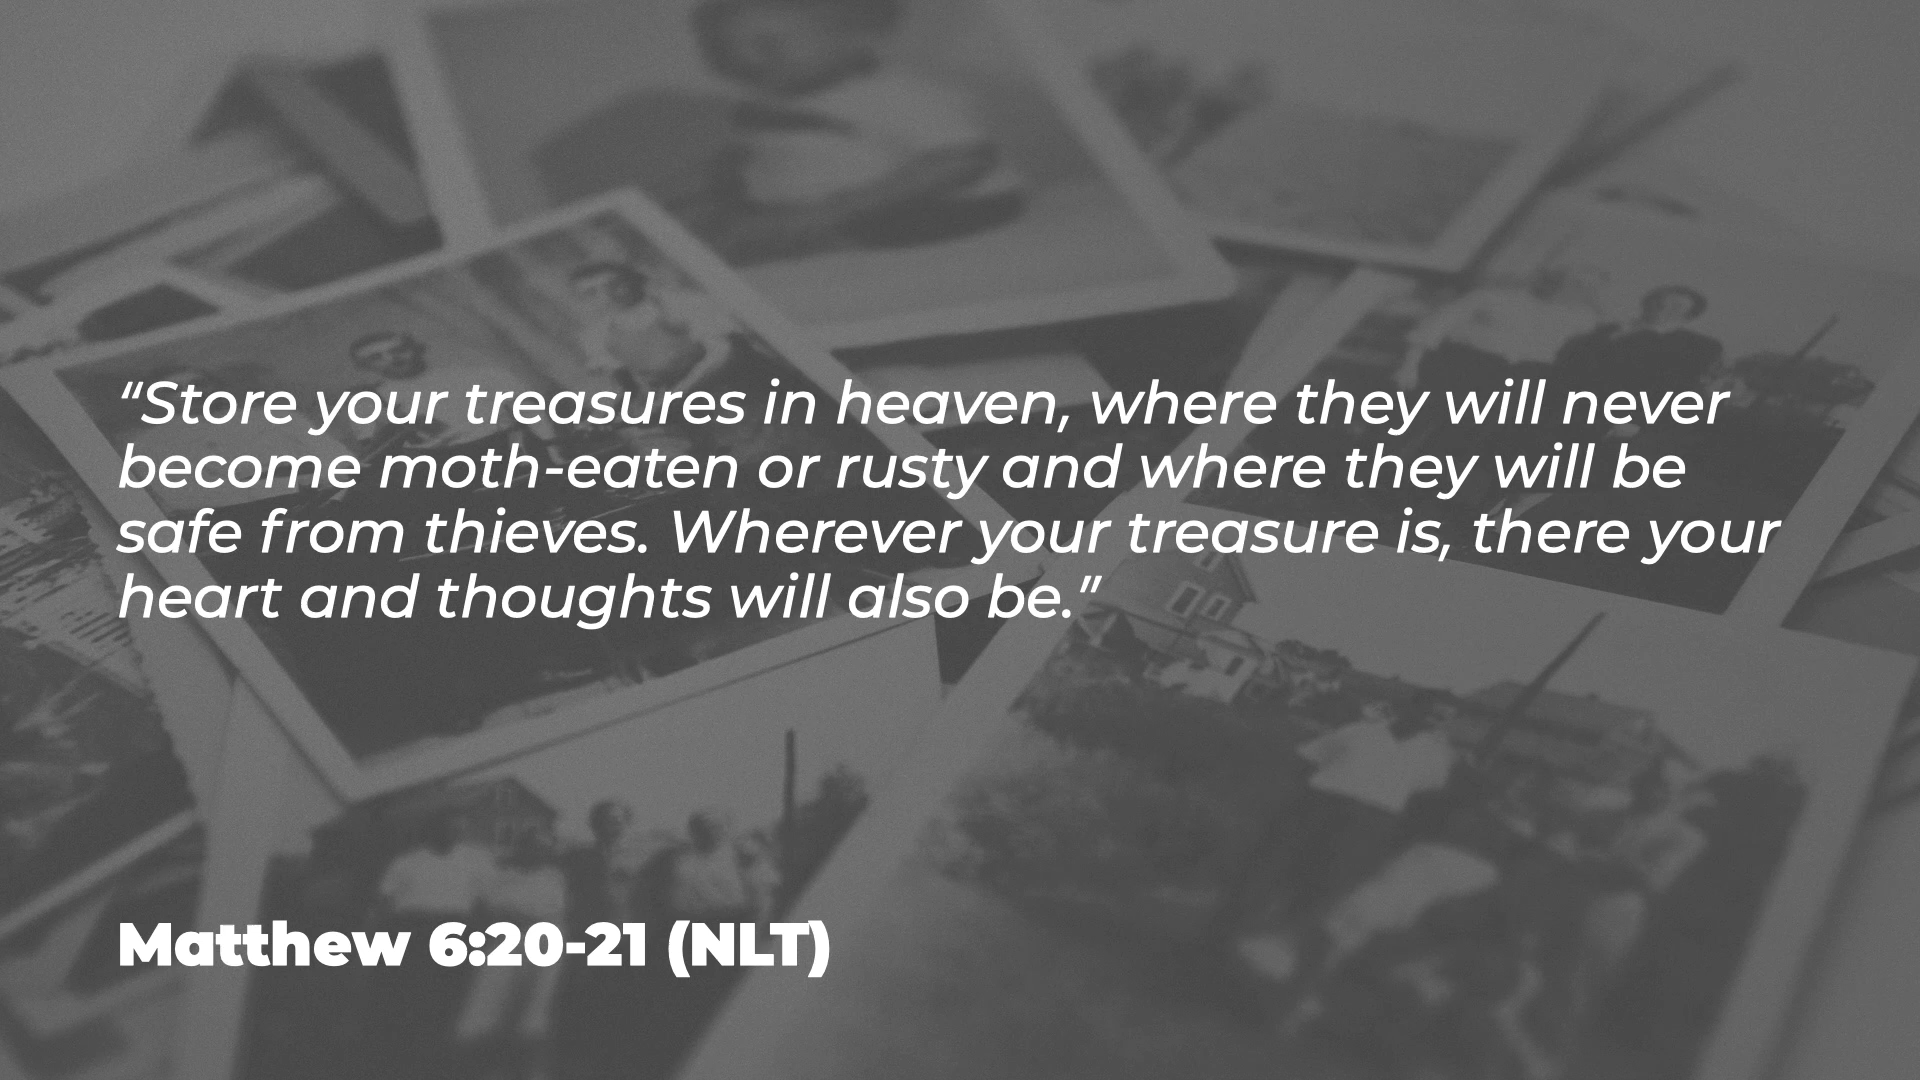 “Store your treasures in heaven, where they will never
become moth-eaten or rusty and where they will be
safe from thieves. Wherever your treasure is, there your
heart and thoughts will also be.”
Matthew 6:20-21 (NLT)